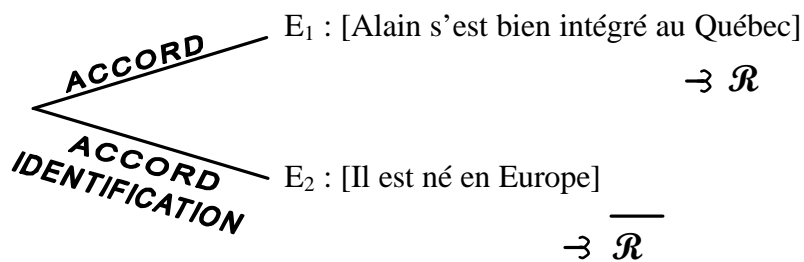 ACCORD
E₁ : [Alain s’est bien intégré au Québec]
⥽ ℛ
ACCORD
IDENTIFICATION
E₂ : [Il est né en Europe]
⥽ ℛ̅